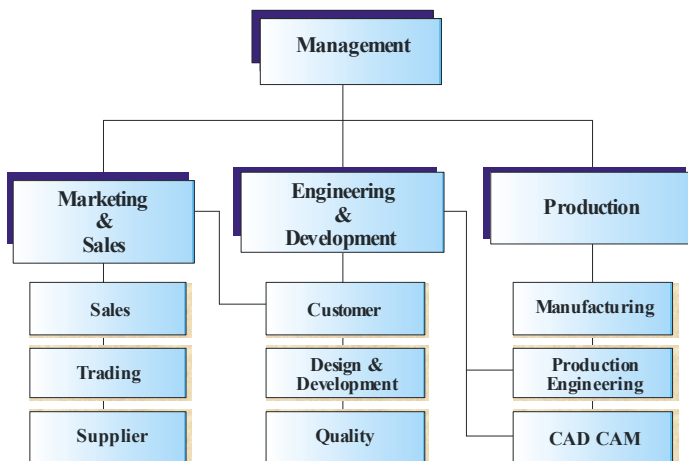 Management
Marketing
&
Sales
Engineering
&
Development
Production
Sales
Customer
Manufacturing
Trading
Design &
Development
Production
Engineering
Supplier
Quality
CAD CAM